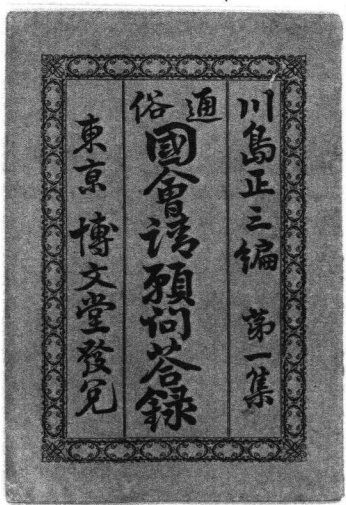 川島正三編 第一集
通俗
國會請願問荅録
東京 博文堂發兌